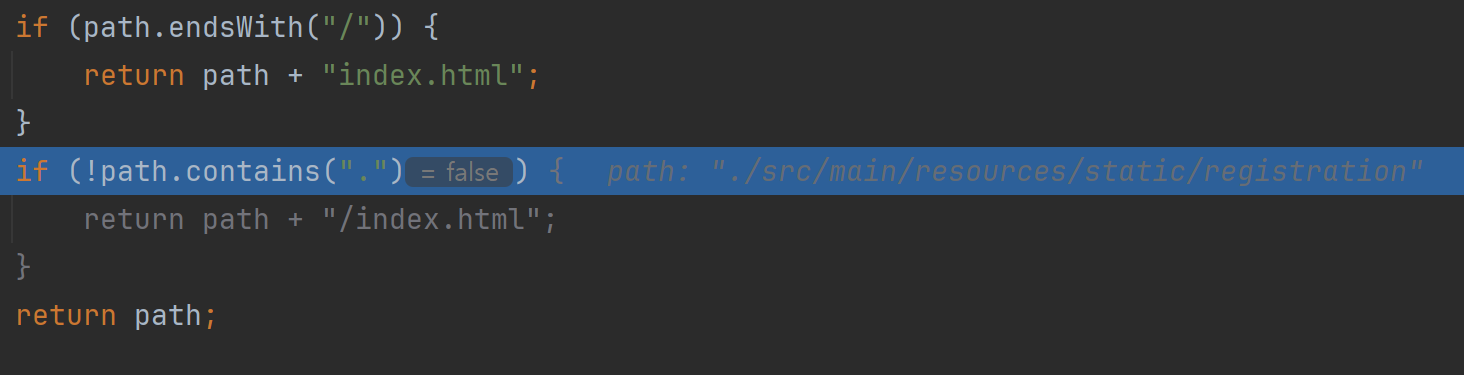 if (path.endsWith("/")) {
    return path + "index.html";
}
if (!path.contains(".") = false ) {   path: "./src/main/resources/static/registration"
    return path + "/index.html";
}
return path;